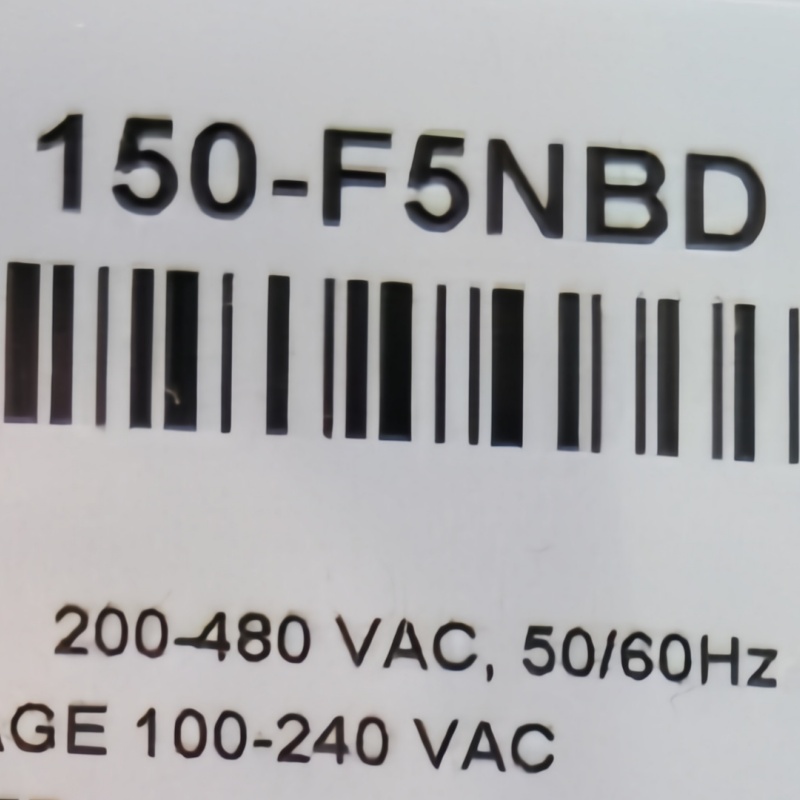 150-F5NBD
200-480 VAC, 50/60Hz
AGE 100-240 VAC